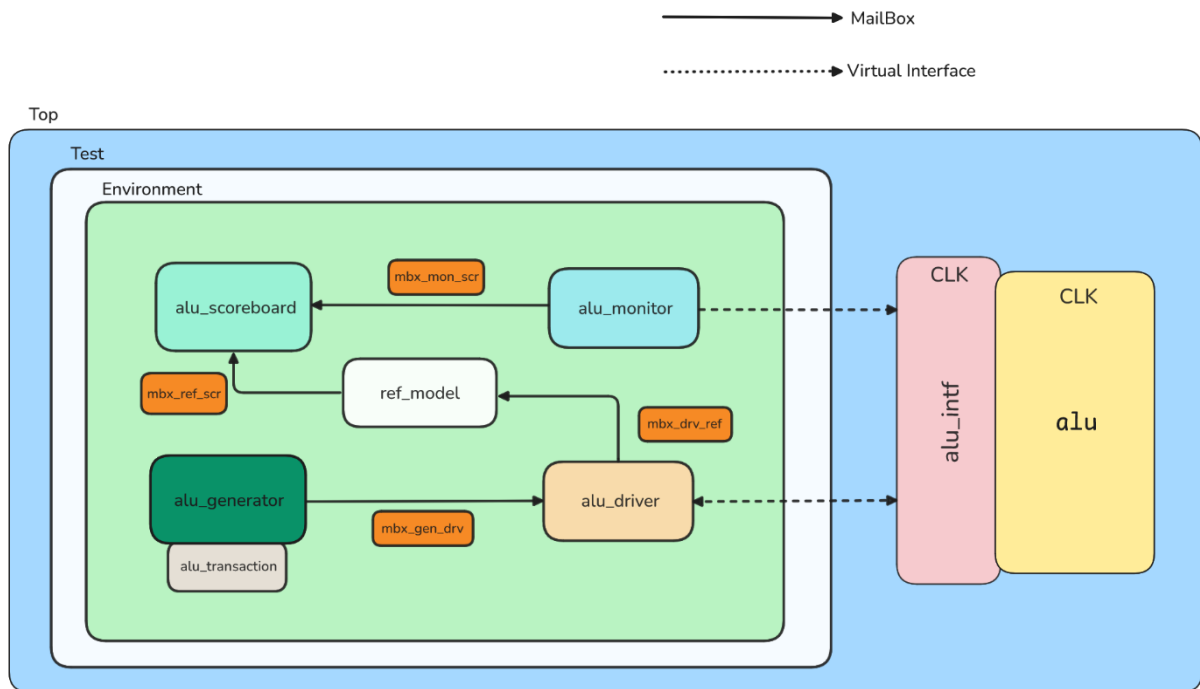 MailBox
Virtual Interface
Top
Test
Environment
mbx_mon_scr
alu_scoreboard
alu_monitor
mbx_ref_scr
ref_model
mbx_drv_ref
alu_generator
mbx_gen_drv
alu_driver
alu_transaction
CLK
alu_intf
CLK
alu